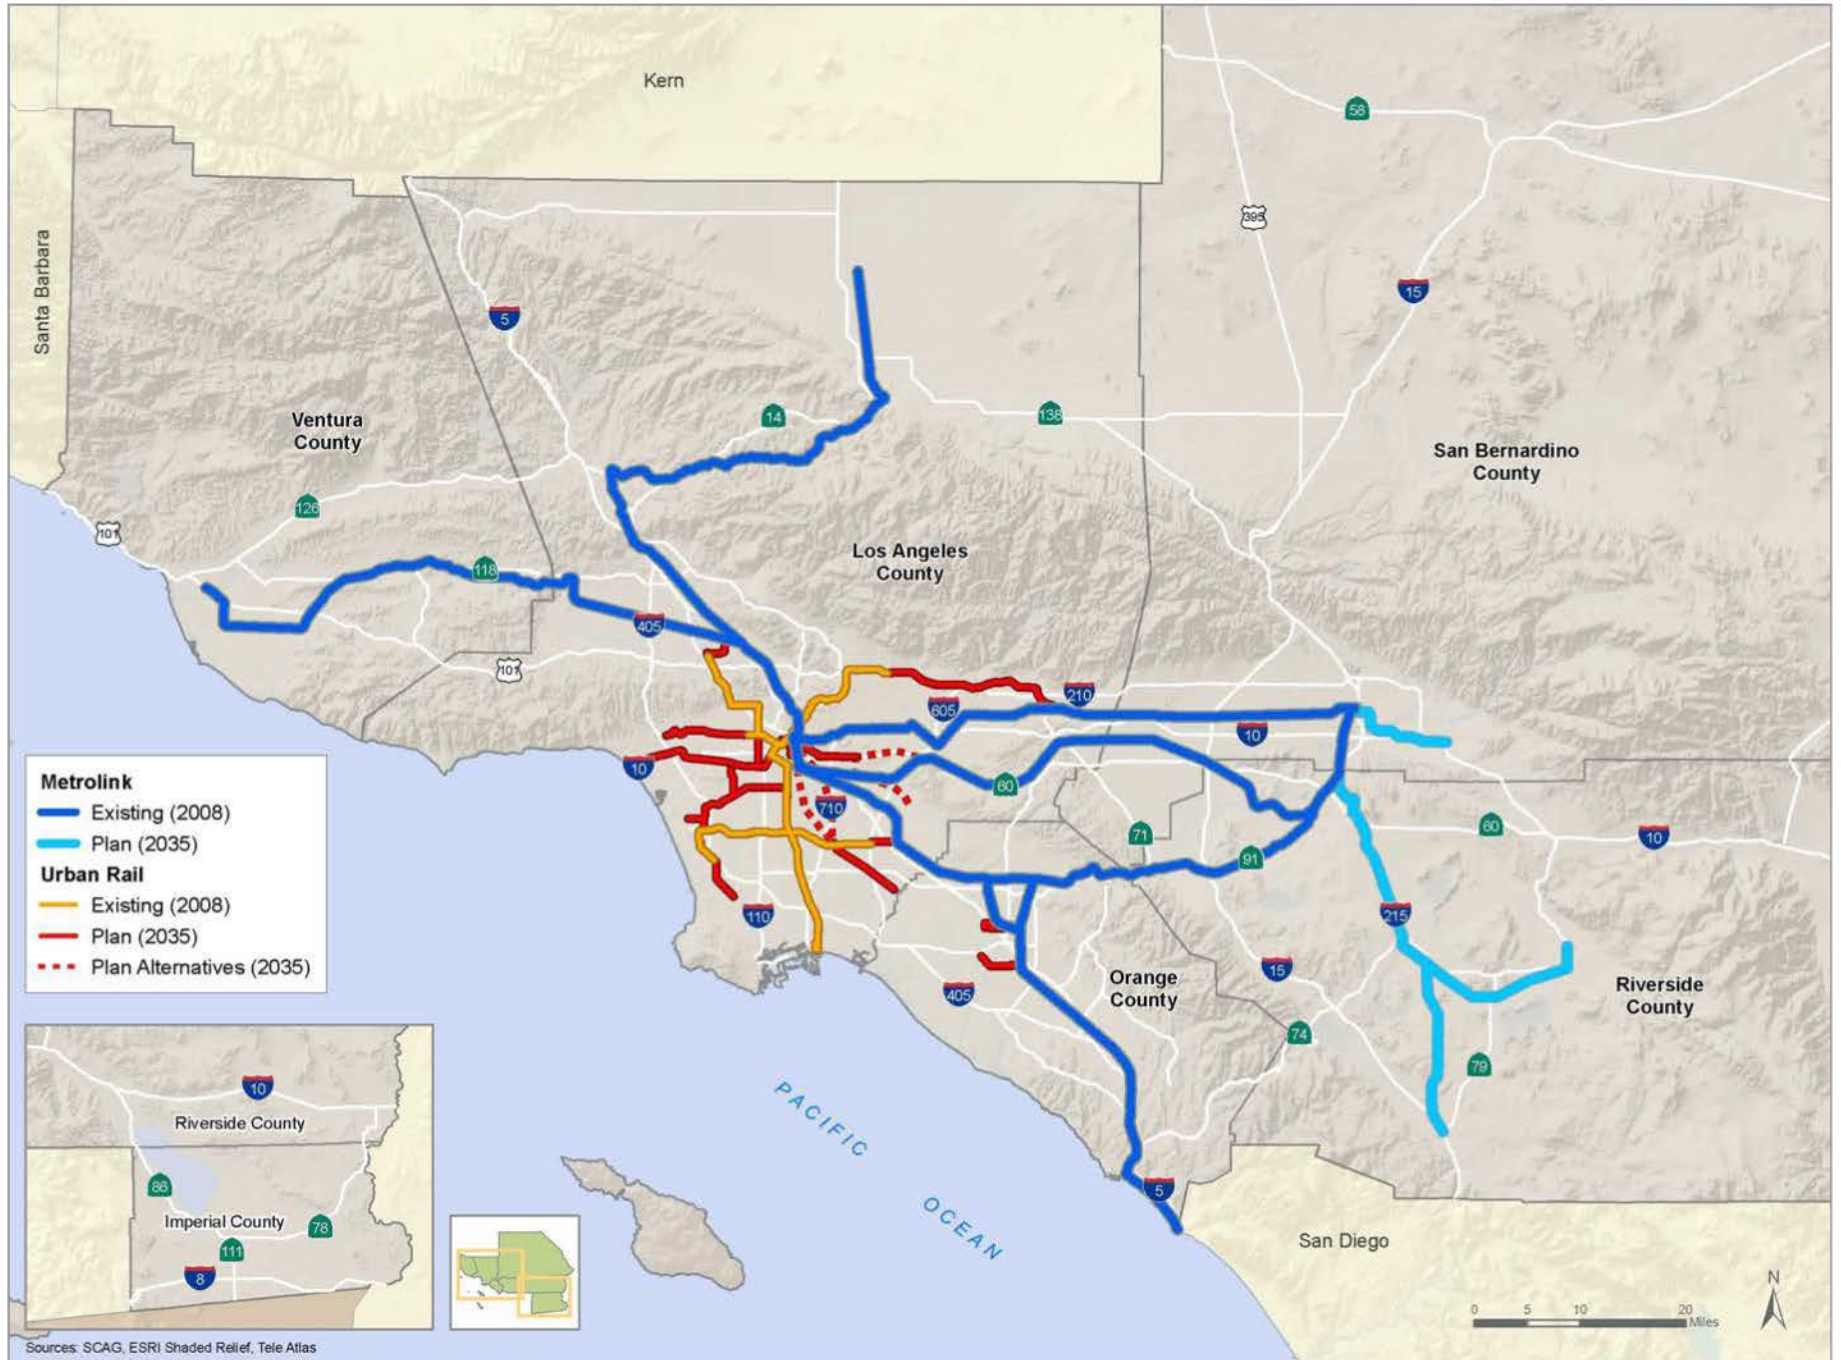 Kern
58
Santa Barbara
395
15
5
Ventura
County
14
138
San Bernardino
County
126
101
Los Angeles
County
118
405
101
210
605
10
10
60
710
71
60
10
91
110
215
Orange
County
15
Riverside
County
405
74
79
5
PACIFIC
OCEAN
San Diego
Metrolink
Existing (2008)
Plan (2035)
Urban Rail
Existing (2008)
Plan (2035)
Plan Alternatives (2035)
10
Riverside County
86
Imperial County
78
111
8
N
0 5 10 20
Miles
Sources: SCAG, ESRI Shaded Relief, Tele Atlas